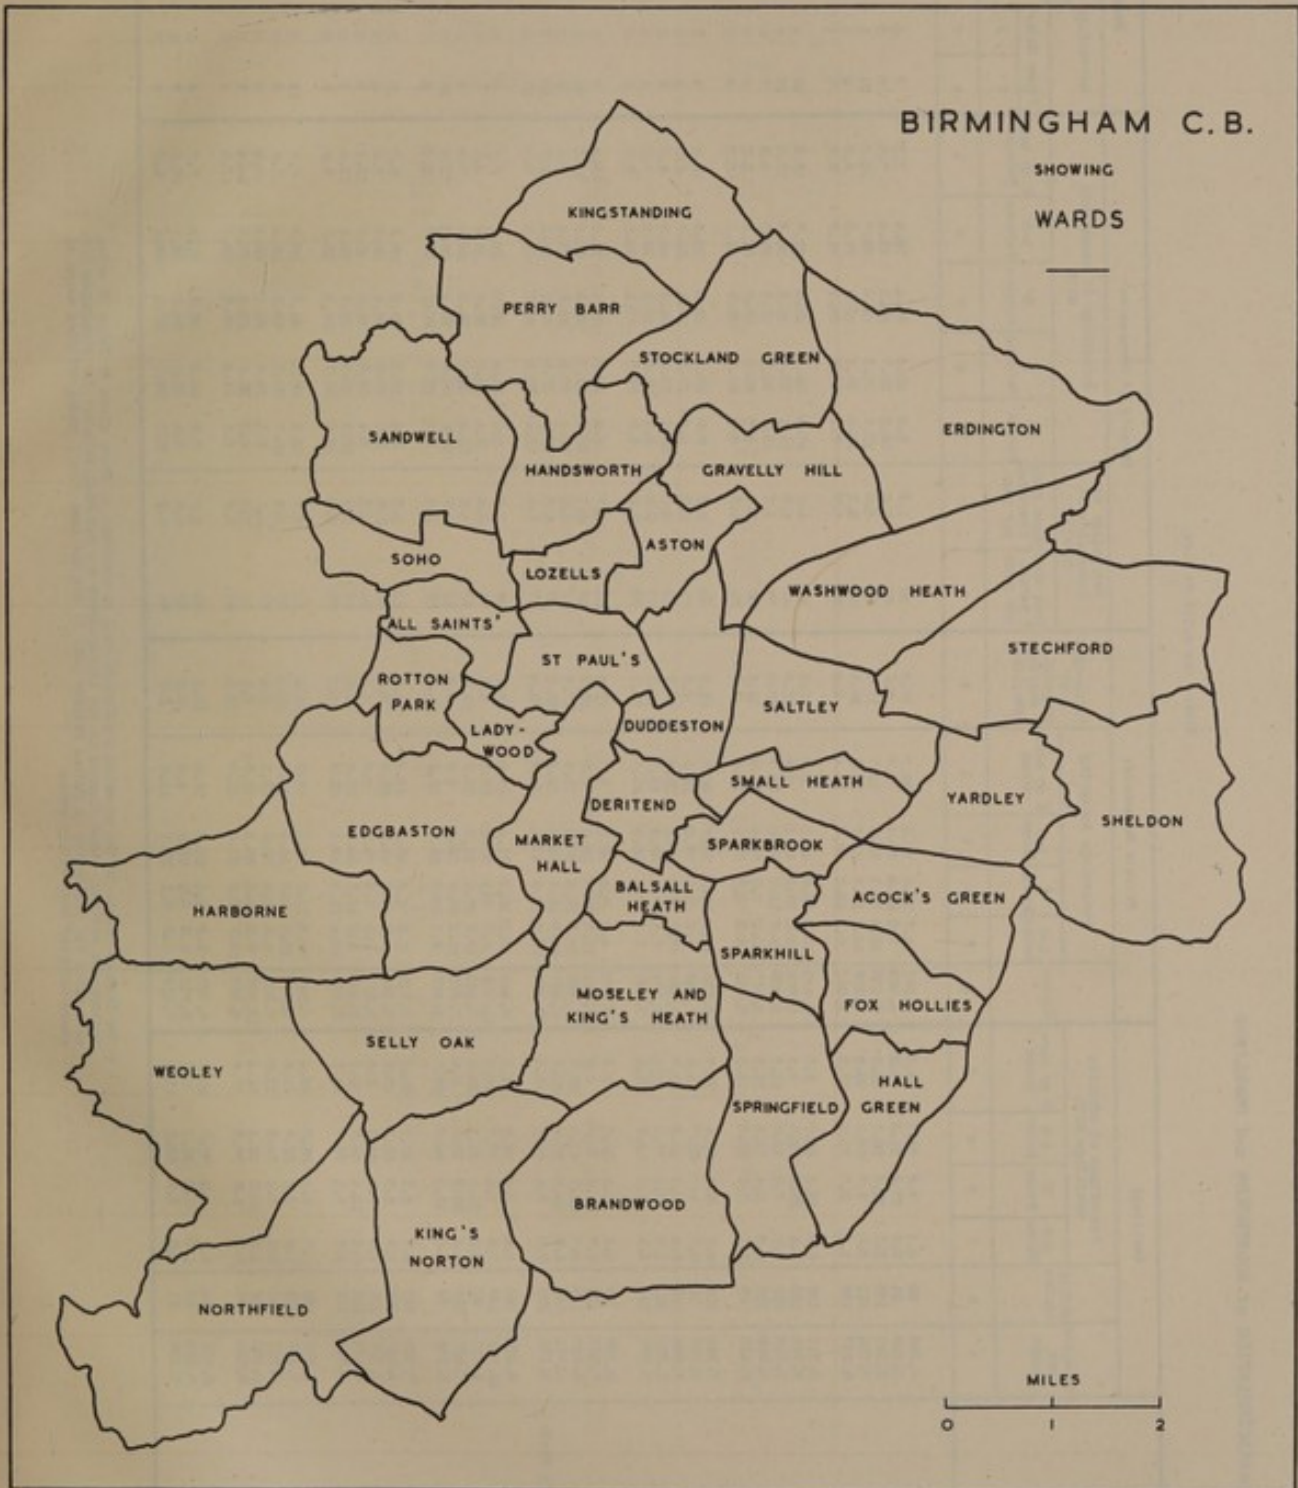 BIRMINGHAM C.B.
SHOWING
WARDS
KINGSTANDING
PERRY BARR
STOCKLAND GREEN
SANDWELL
ERDINGTON
HANDSWORTH
GRAVELLY HILL
ASTON
SOHO
LOZELLS
WASHWOOD HEATH
ALL SAINTS'
STECHFORD
ST PAUL'S
ROTTON
PARK
SALTLEY
LADY-
WOOD
DUDDESTON
SMALL HEATH
YARDLEY
DERITEND
SHELDON
EDGBASTON
MARKET
HALL
SPARKBROOK
BALSALL
HEATH
ACOCK'S GREEN
HARBORNE
SPARKHILL
MOSELEY AND
KING'S HEATH
FOX HOLLIES
SELLY OAK
WEOLEY
HALL
GREEN
SPRINGFIELD
BRANDWOOD
KING'S
NORTON
NORTHFIELD
MILES
0 1 2